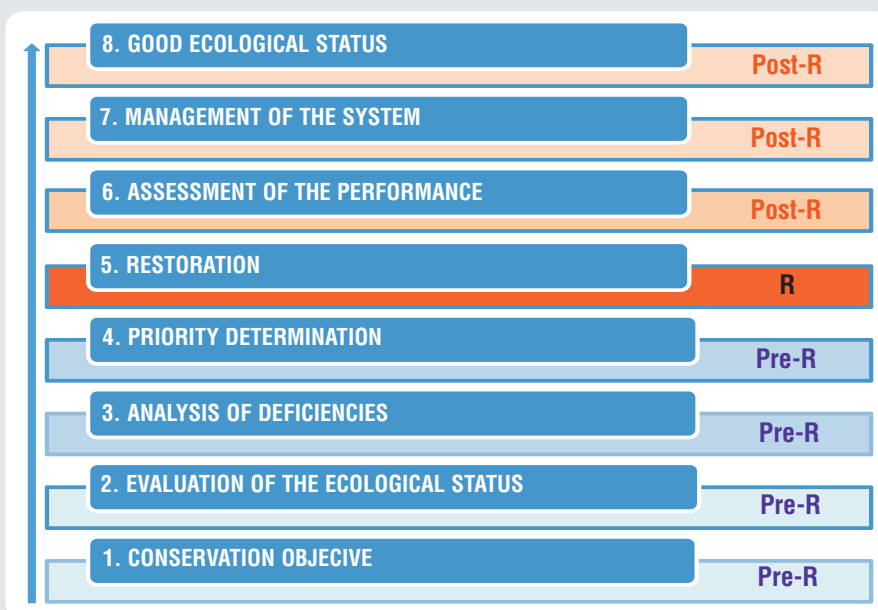 8. GOOD ECOLOGICAL STATUS
Post-R
7. MANAGEMENT OF THE SYSTEM
Post-R
6. ASSESSMENT OF THE PERFORMANCE
Post-R
5. RESTORATION
R
4. PRIORITY DETERMINATION
Pre-R
3. ANALYSIS OF DEFICIENCIES
Pre-R
2. EVALUATION OF THE ECOLOGICAL STATUS
Pre-R
1. CONSERVATION OBJECIVE
Pre-R